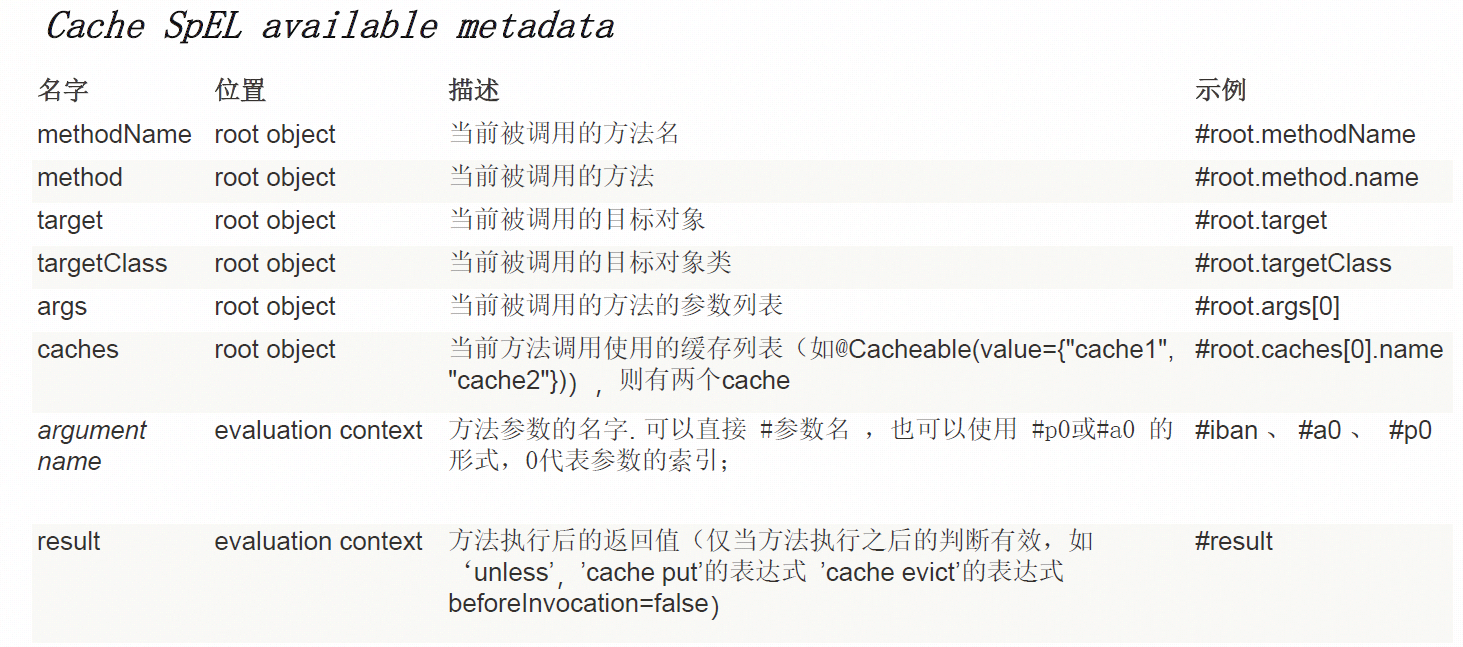 Cache SpEL available metadata
名字 位置 描述 示例
methodName root object 当前被调用的方法名 #root.methodName
method root object 当前被调用的方法 #root.method.name
target root object 当前被调用的目标对象 #root.target
targetClass root object 当前被调用的目标对象类 #root.targetClass
args root object 当前被调用的方法的参数列表 #root.args[0]
caches root object 当前方法调用使用的缓存列表（如@Cacheable(value={"cache1", #root.caches[0].name
"cache2"})），则有两个cache
argument evaluation context 方法参数的名字. 可以直接 #参数名 ，也可以使用 #p0或#a0 的 #iban 、 #a0 、 #p0
name 形式，0代表参数的索引；
result evaluation context 方法执行后的返回值（仅当方法执行之后的判断有效，如 #result
‘unless’，’cache put’的表达式 ’cache evict’的表达式
beforeInvocation=false）